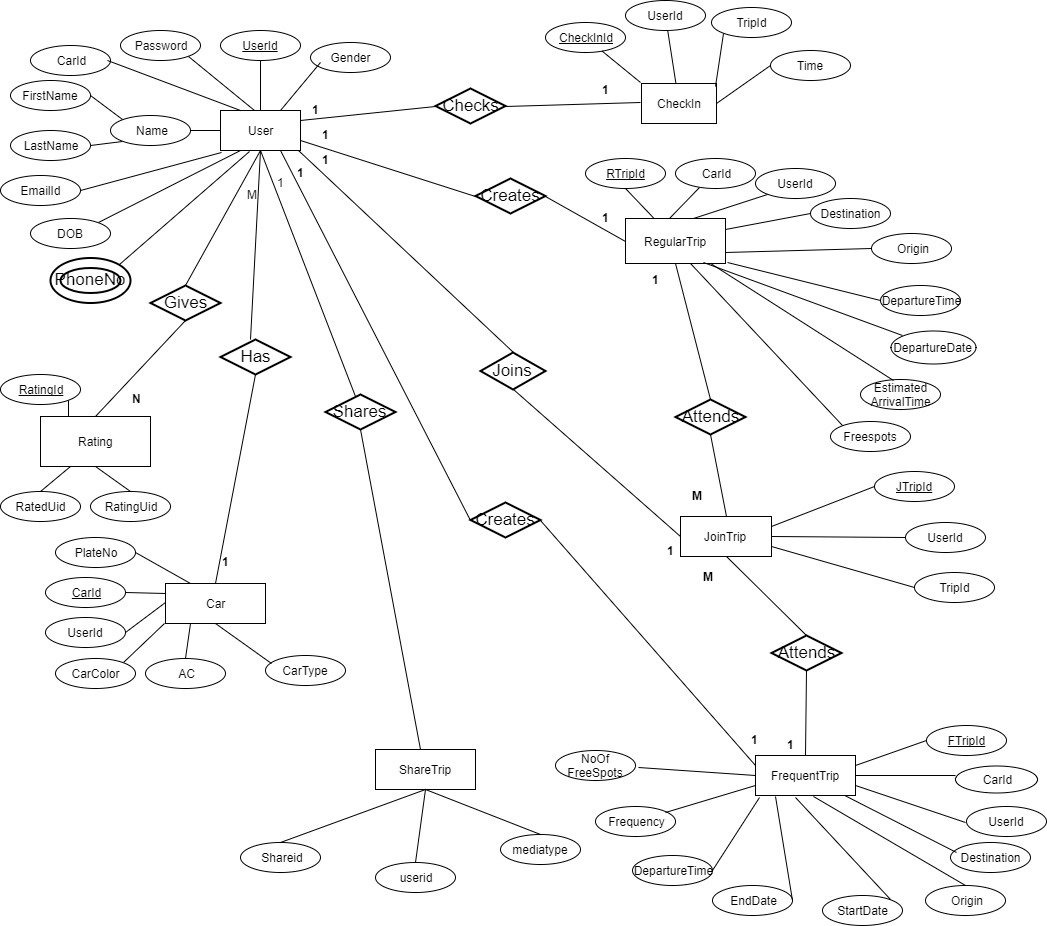 UserId
TripId
CheckInId
Password
UserId
Gender
CarId
Time
FirstName
1
Checks
1
CheckIn
Name
User
1
LastName
1
RTripId
CarId
UserId
EmailId
M
1
1
Creates
1
Destination
DOB
RegularTrip
Origin
PhoneNo
1
Gives
DepartureTime
Has
DepartureDate
Joins
RatingId
N
Estimated
ArrivalTime
Shares
Attends
Rating
Freespots
JTripId
M
RatedUid
RatingUid
Creates
JoinTrip
UserId
PlateNo
1
1
M
TripId
CarId
Car
UserId
Attends
CarColor
AC
CarType
1
1
FTripId
NoOf
FreeSpots
ShareTrip
FrequentTrip
CarId
Frequency
UserId
Shareid
mediatype
Destination
userid
DepartureTime
EndDate
StartDate
Origin